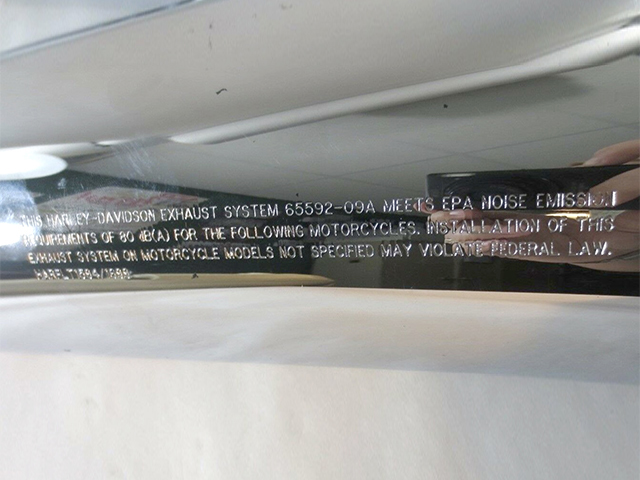 THIS HARLEY-DAVIDSON EXHAUST SYSTEM 65592-09A MEETS EPA NOISE EMISSION
REQUIREMENTS OF 80 dB(A) FOR THE FOLLOWING MOTORCYCLES. INSTALLATION OF THIS
EXHAUST SYSTEM ON MOTORCYCLE MODELS NOT SPECIFIED MAY VIOLATE FEDERAL LAW.